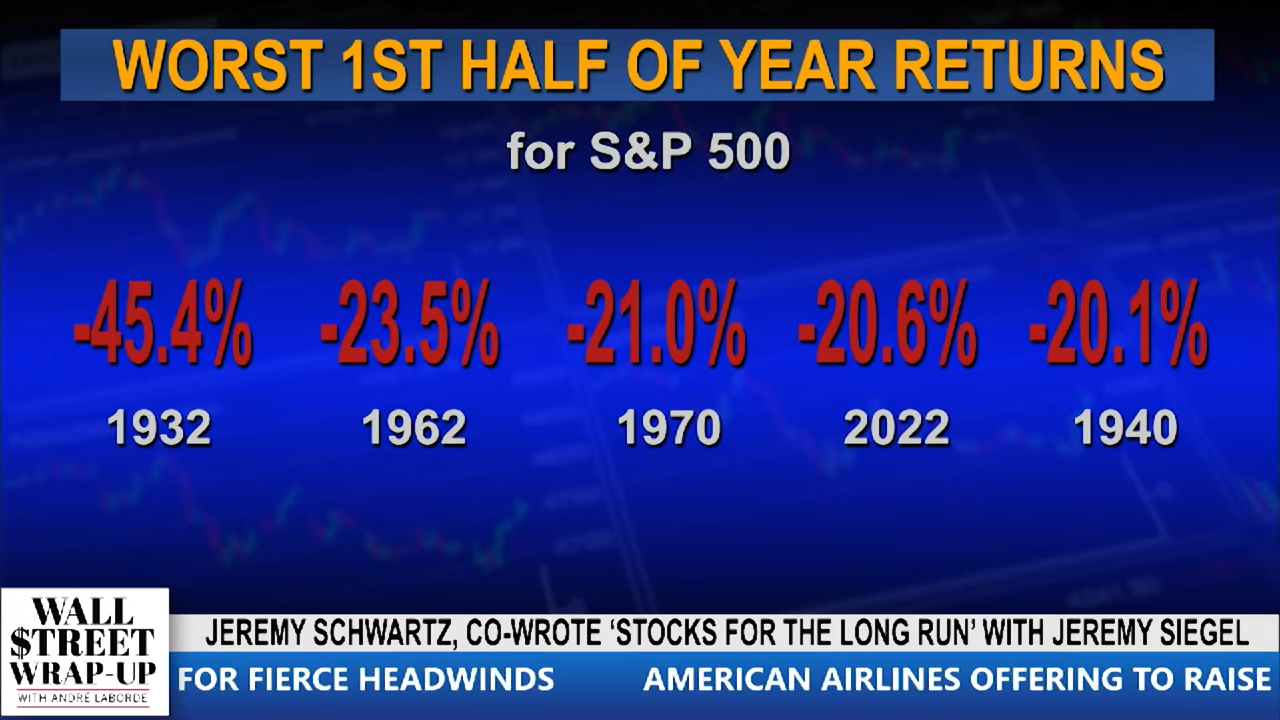 WORST 1ST HALF OF YEAR RETURNS
for S&P 500
-45.4% -23.5% -21.0% -20.6% -20.1%
1932 1962 1970 2022 1940
WALL
$TREET
WRAP-UP
WITH ANDRÉ LABORDE
JEREMY SCHWARTZ, CO-WROTE ‘STOCKS FOR THE LONG RUN’ WITH JEREMY SIEGEL
FOR FIERCE HEADWINDS AMERICAN AIRLINES OFFERING TO RAISE